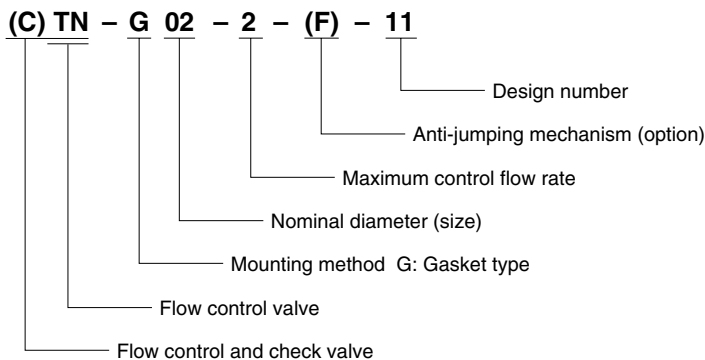 (C) TN – G 02 – 2 – (F) – 11
Design number
Anti-jumping mechanism (option)
Maximum control flow rate
Nominal diameter (size)
Mounting method G: Gasket type
Flow control valve
Flow control and check valve